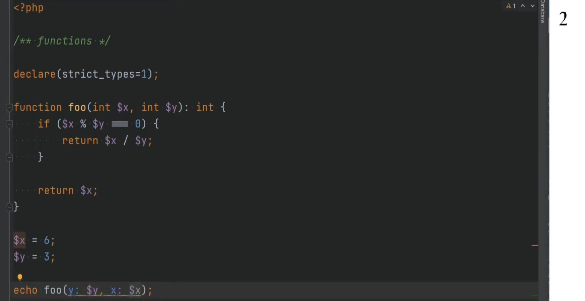 <?php
/** functions */
declare(strict_types=1);
function foo(int $x, int $y): int {
if ($x % $y === 0) {
return $x / $y;
}
return $x;
}
$x = 6;
$y = 3;
echo foo(y: $y, x: $x);
1
Database
2